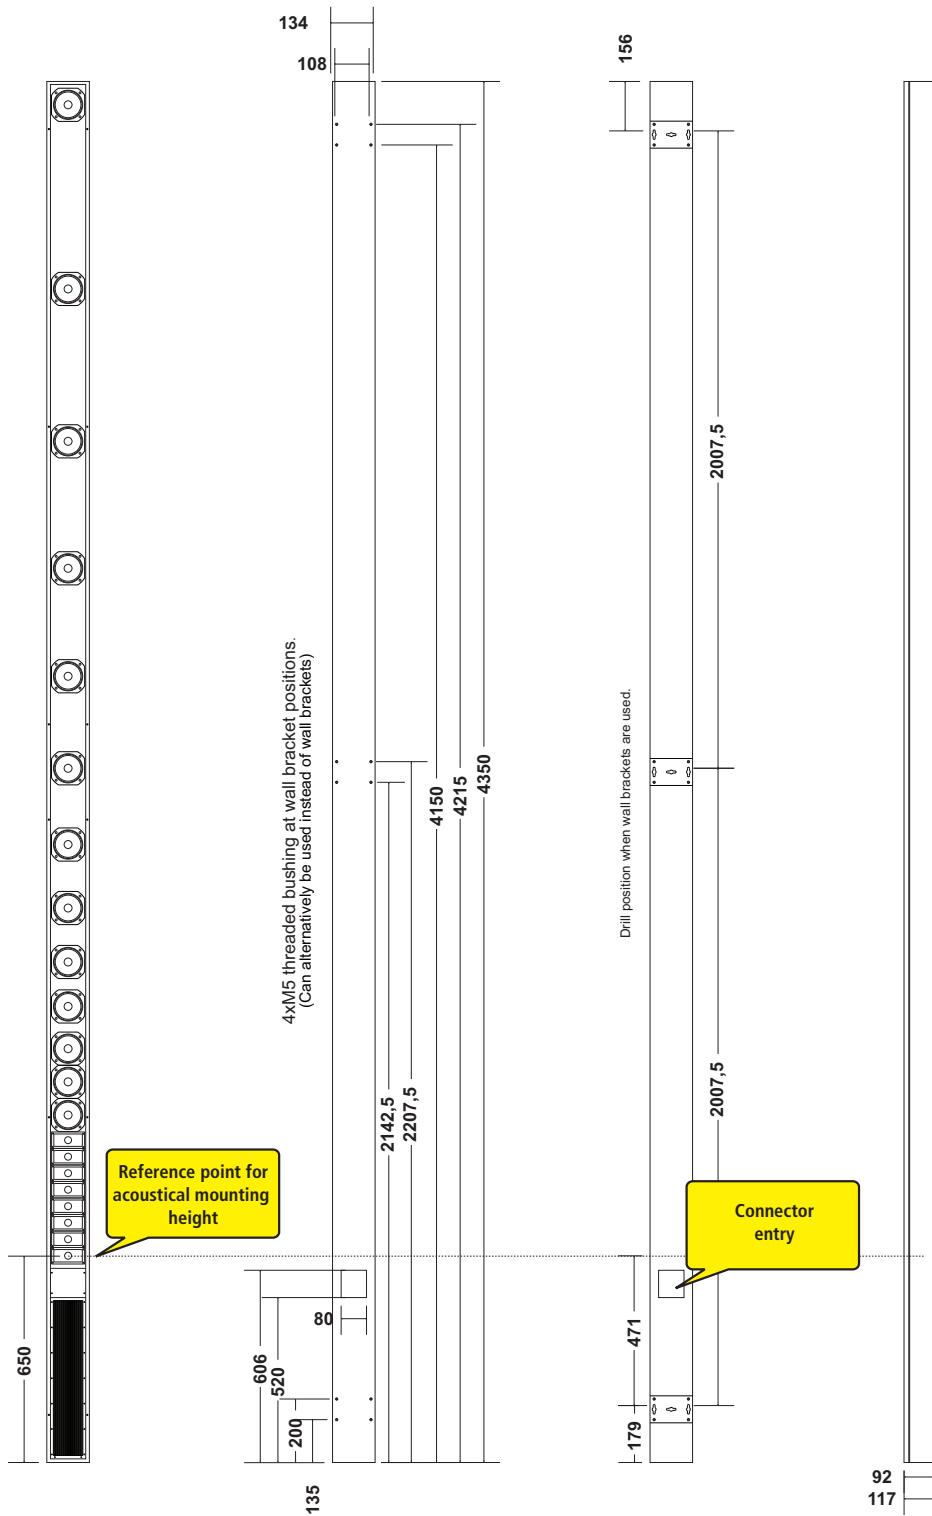 134
108
156
4xM5 threaded bushing at wall bracket positions.
(Can alternatively be used instead of wall brackets)
4350
4215
4150
2207,5
2142,5
Drill position when wall brackets are used.
2007,5
2007,5
Reference point for
acoustical mounting
height
Connector
entry
650
606
520
80
200
135
471
179
92
117